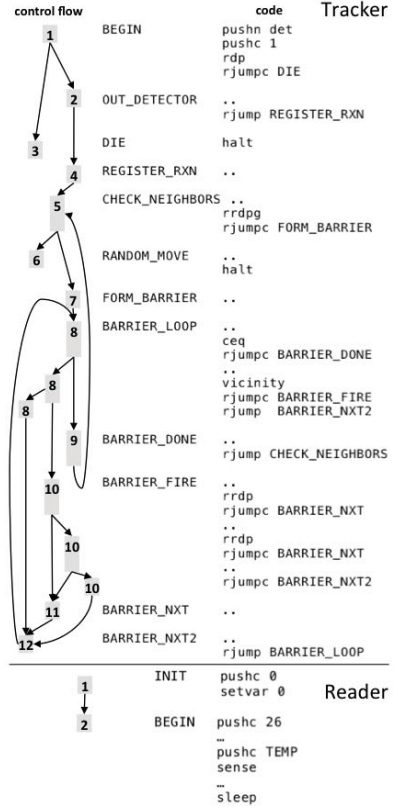 control flow code Tracker
1 BEGIN pushn det
pushc 1
rdp
rjumpc DIE
2 OUT_DETECTOR ..
rjump REGISTER_RXN
3 DIE halt
4 REGISTER_RXN ..
5 CHECK_NEIGHBORS ..
rrdpg
rjumpc FORM_BARRIER
6 RANDOM_MOVE ..
halt
7 FORM_BARRIER ..
8 BARRIER_LOOP ..
ceq
rjumpc BARRIER_DONE
..
8 vicinity
rjumpc BARRIER_FIRE
8 rjump BARRIER_NXT2
9 BARRIER_DONE ..
rjump CHECK_NEIGHBORS
10 BARRIER_FIRE ..
rrdp
rjumpc BARRIER_NXT
..
10 rrdp
rjumpc BARRIER_NXT
..
10 rjumpc BARRIER_NXT2
11 BARRIER_NXT ..
12 BARRIER_NXT2 ..
rjump BARRIER_LOOP
1 INIT pushc 0
setvar 0 Reader
2 BEGIN pushc 26
…
pushc TEMP
sense
…
sleep